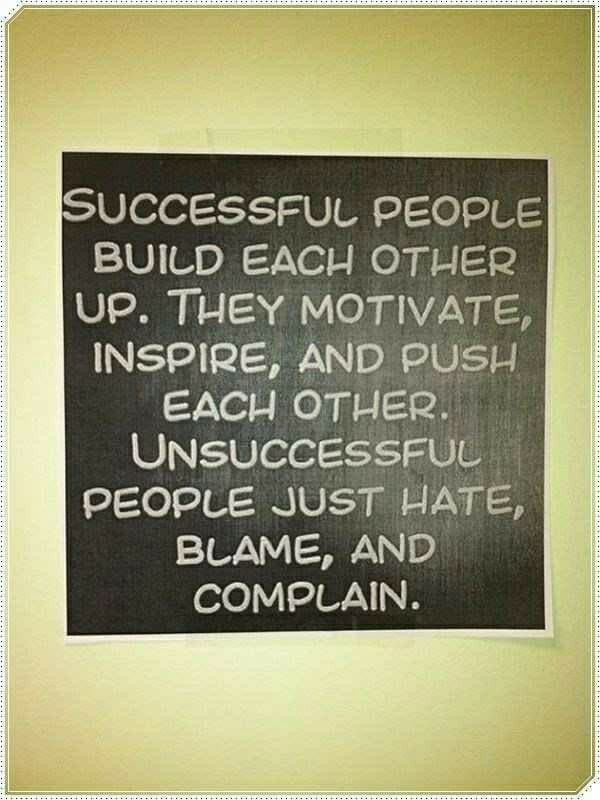 SUCCESSFUL PEOPLE
BUILD EACH OTHER
UP. THEY MOTIVATE,
INSPIRE, AND PUSH
EACH OTHER.
UNSUCCESSFUL
PEOPLE JUST HATE,
BLAME, AND
COMPLAIN.